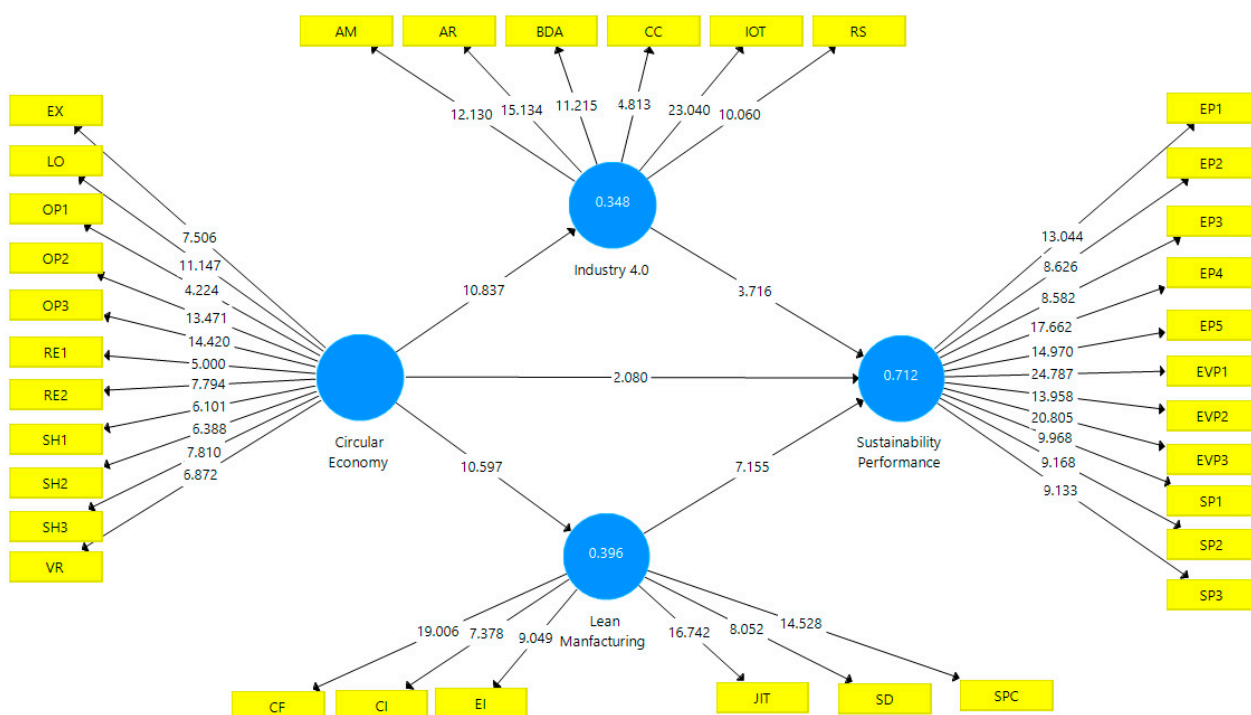 AM
AR
BDA
CC
IOT
RS
12.130
15.134
11.215
4.813
23.040
10.060
EX
LO
OP1
OP2
OP3
RE1
RE2
SH1
SH2
SH3
VR
7.506
11.147
4.224
13.471
14.420
5.000
7.794
6.101
6.388
7.810
6.872
0.348
Industry 4.0
10.837
3.716
Circular
Economy
2.080
0.712
Sustainability
Performance
10.597
7.155
0.396
Lean
Manfacturing
13.044
8.626
8.582
17.662
14.970
24.787
13.958
20.805
9.968
9.168
9.133
EP1
EP2
EP3
EP4
EP5
EVP1
EVP2
EVP3
SP1
SP2
SP3
19.006
7.378
9.049
16.742
8.052
14.528
CF
CI
EI
JIT
SD
SPC